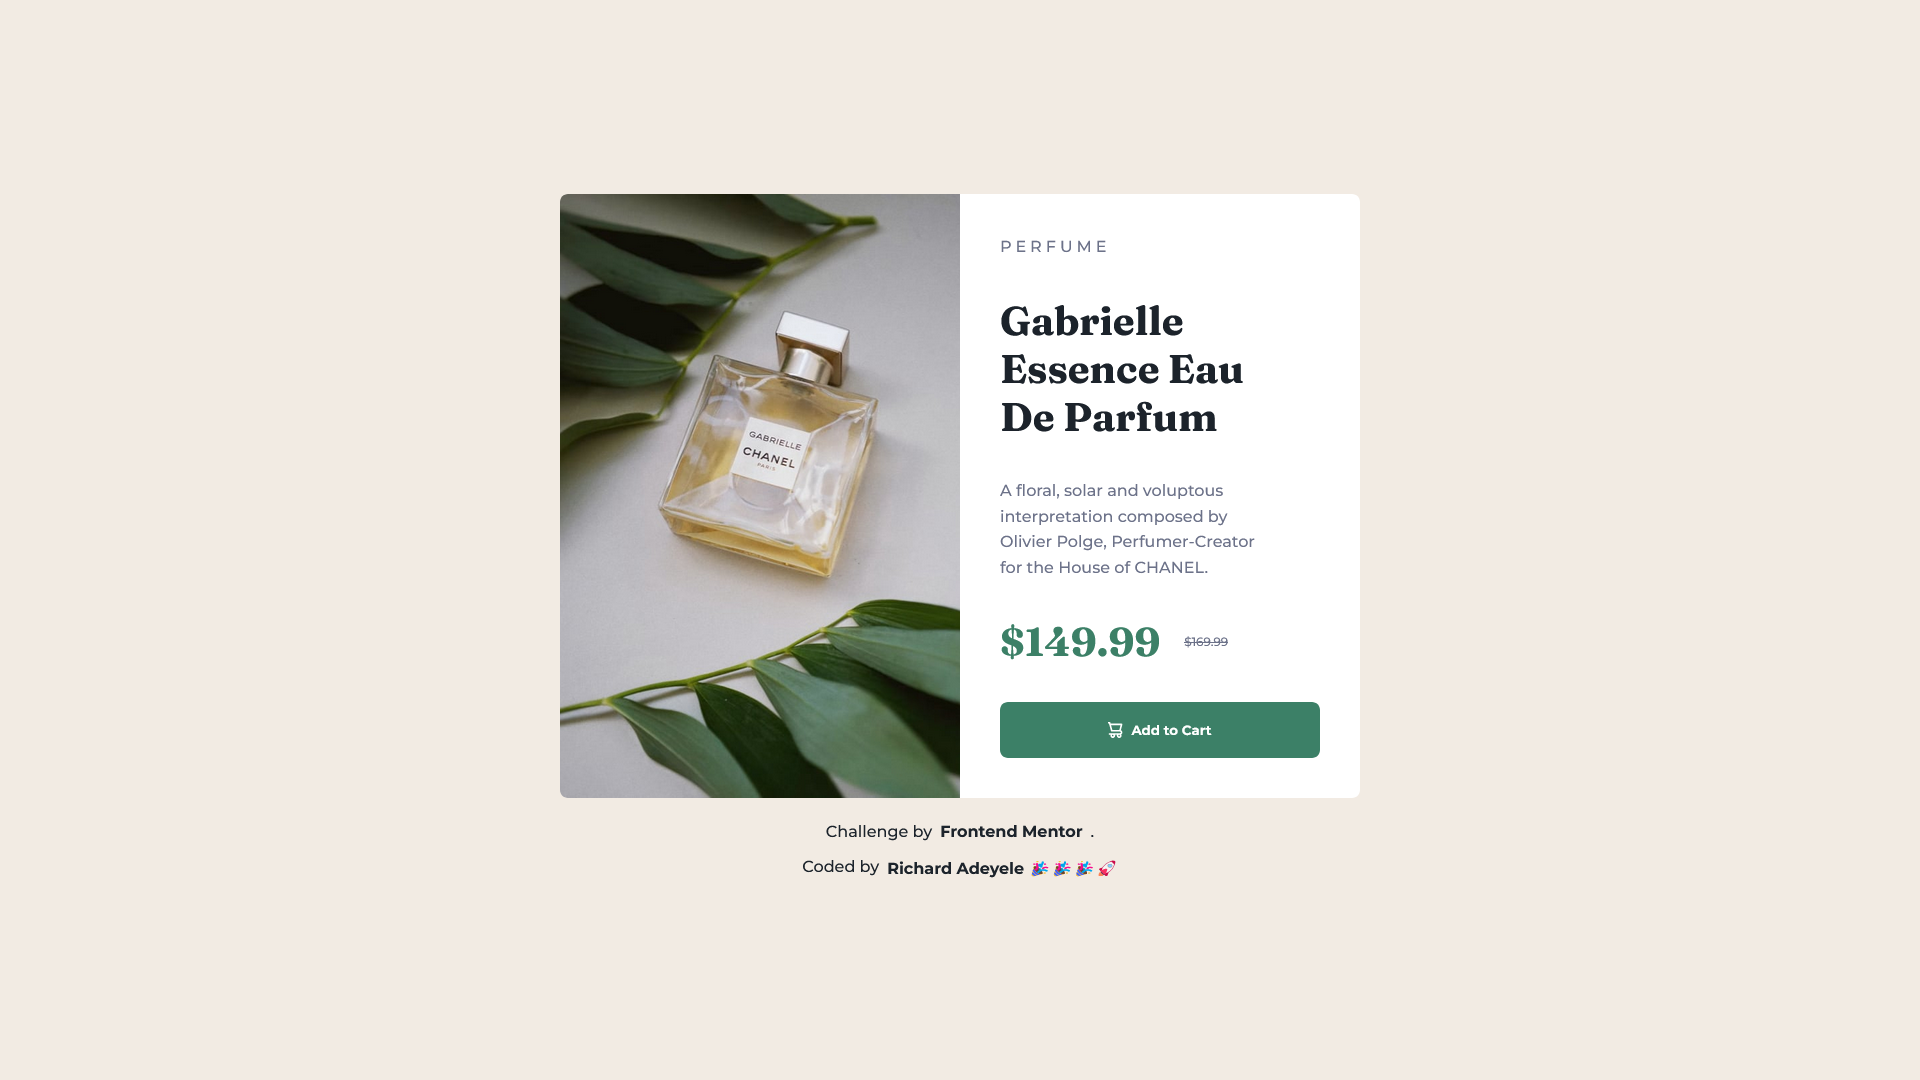 PERFUME
Gabrielle
Essence Eau
De Parfum
A floral, solar and voluptous
interpretation composed by
Olivier Polge, Perfumer-Creator
for the House of CHANEL.
$149.99 $169.99
Add to Cart
GABRIELLE
CHANEL
PARIS
Challenge by Frontend Mentor .
Coded by Richard Adeyele 🎉🎉🎉🚀